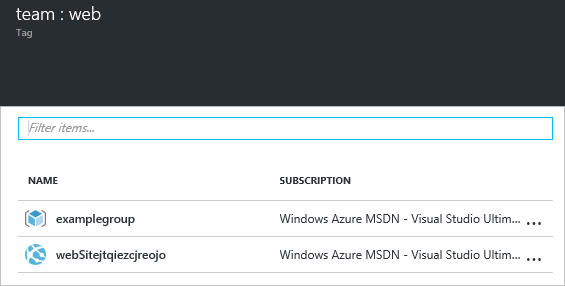 team : web
Tag
Filter items...
NAME SUBSCRIPTION
examplegroup Windows Azure MSDN - Visual Studio Ultim... ...
webSitejtqiezcjreojo Windows Azure MSDN - Visual Studio Ultim... ...